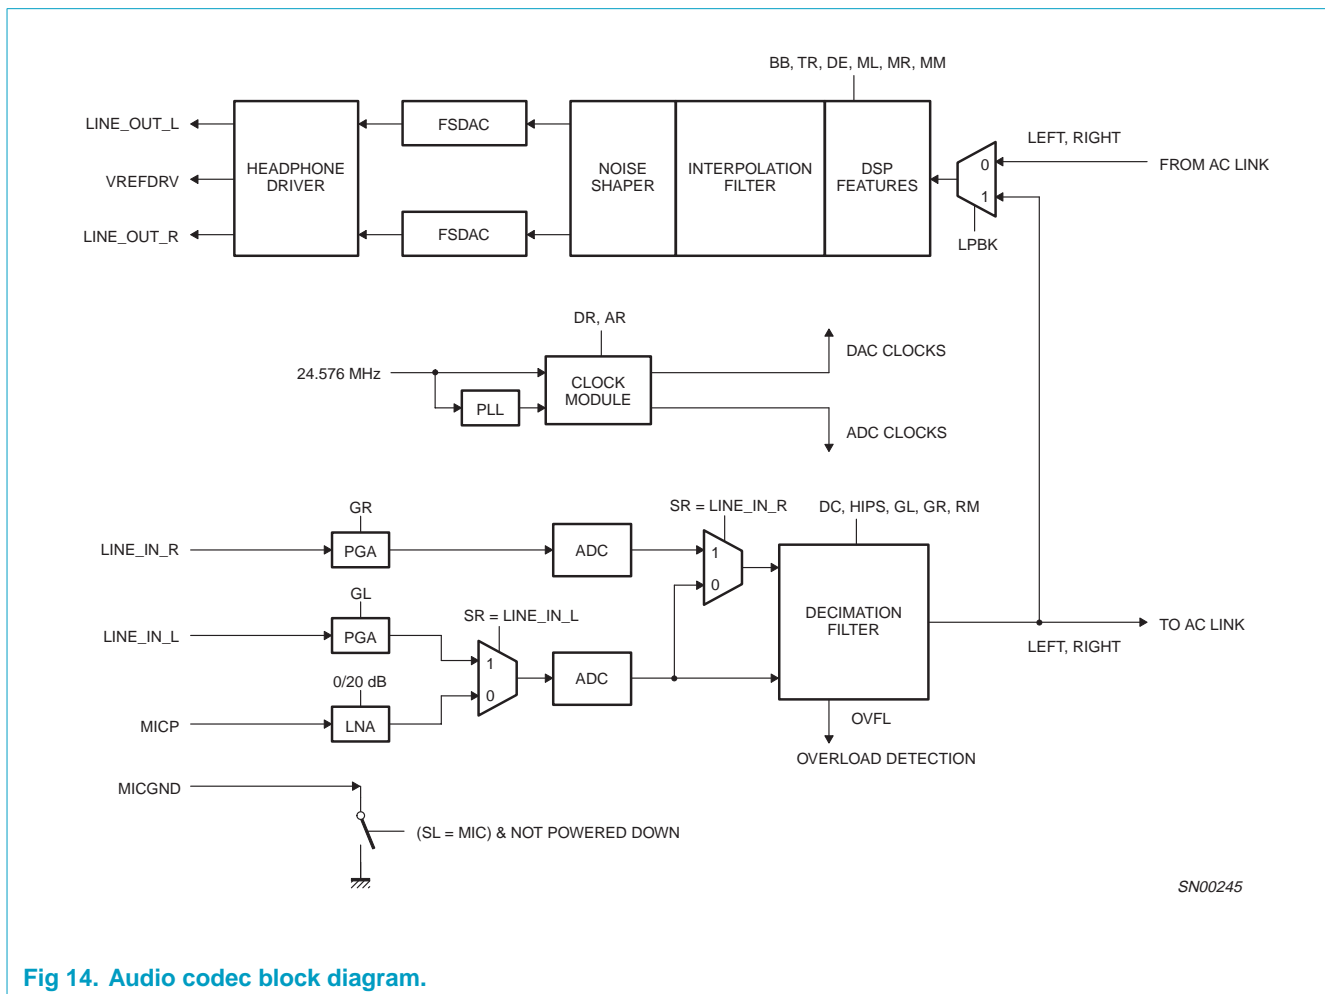 BB, TR, DE, ML, MR, MM
LINE_OUT_L
VREFDRV
LINE_OUT_R
HEADPHONE
DRIVER
FSDAC
FSDAC
NOISE
SHAPER
INTERPOLATION
FILTER
DSP
FEATURES
0
1
LPBK
LEFT, RIGHT
FROM AC LINK
DR, AR
24.576 MHz
PLL
CLOCK
MODULE
DAC CLOCKS
ADC CLOCKS
GR
LINE_IN_R
PGA
ADC
SR = LINE_IN_R
1
0
DC, HIPS, GL, GR, RM
DECIMATION
FILTER
GL
LINE_IN_L
PGA
SR = LINE_IN_L
1
0
ADC
0/20 dB
MICP
LNA
TO AC LINK
LEFT, RIGHT
OVFL
OVERLOAD DETECTION
MICGND
(SL = MIC) & NOT POWERED DOWN
SN00245
Fig 14. Audio codec block diagram.